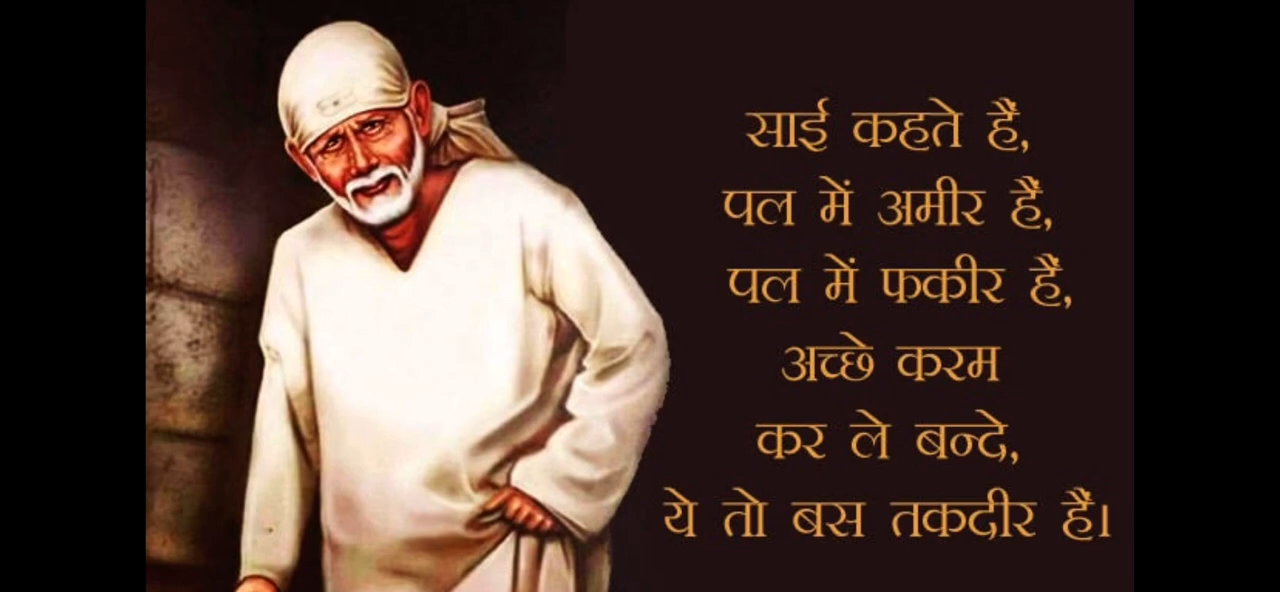 साई कहते हैं,
पल में अमीर हैं,
पल में फकीर हैं,
अच्छे करम
कर ले बन्दे,
ये तो बस तकदीर हैं।